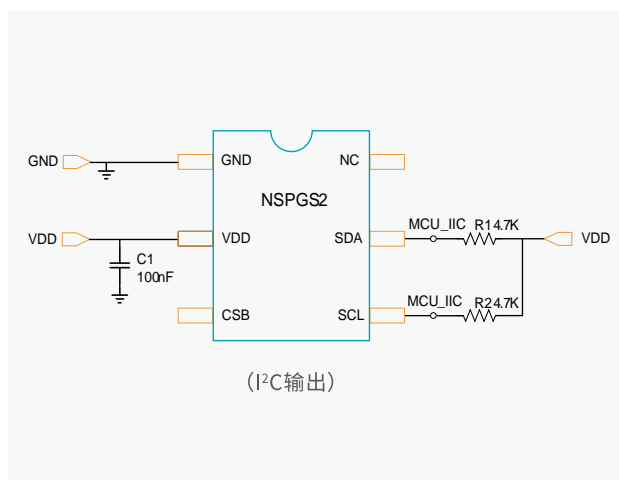 GND
GND
NC
NSPGS2
VDD
VDD
SDA
MCU_IIC
R1 4.7K
VDD
C1
100nF
CSB
SCL
MCU_IIC
R2 4.7K
(I²C输出)